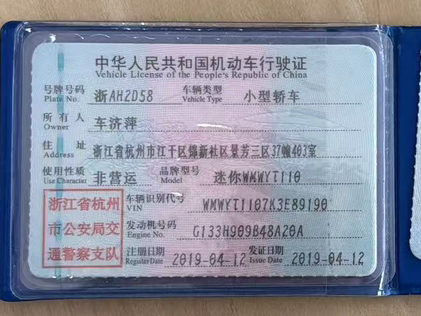 中华人民共和国机动车行驶证
Vehicle License of the People's Republic of China
号牌号码 浙AH2D58 车辆类型 小型轿车
Plate No. Vehicle Type
所有人 车济萍
Owner
住址 浙江省杭州市江干区锦新社区景芳三区37幢403室
Address
使用性质 非营运 品牌型号 迷你WMWYT110
Use Character Model
浙江省杭州
市公安局交
通警察支队
车辆识别代号 WMWYT1107K3E89190
VIN
发动机号码 G133H909B48A20A
Engine No.
注册日期 2019-04-12 发证日期 2019-04-12
Register Date Issue Date